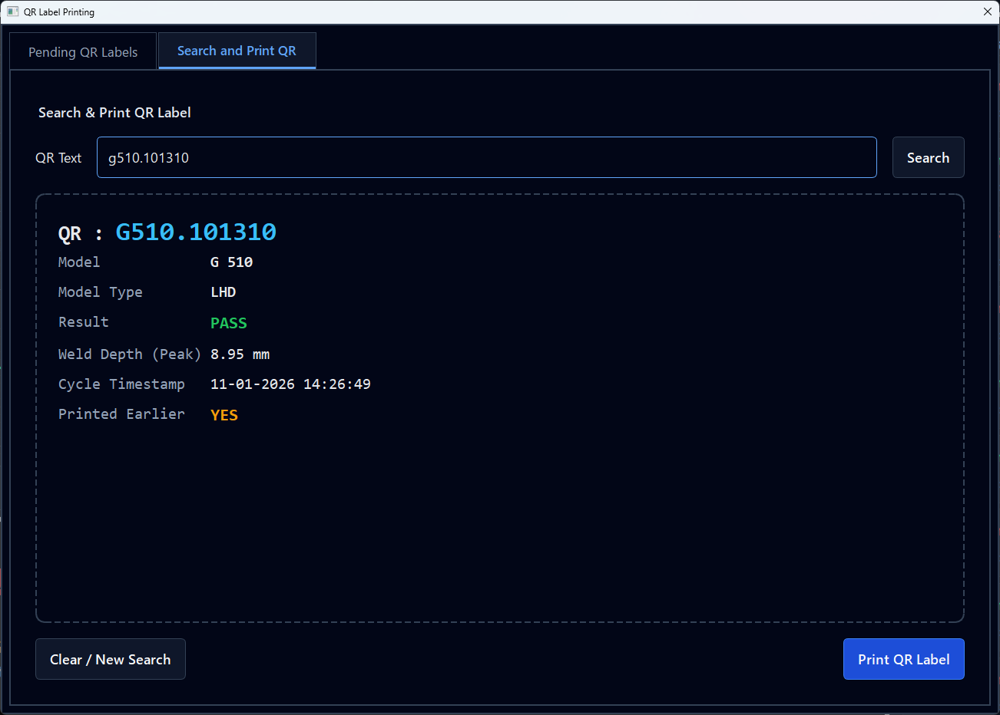 QR Label Printing
Pending QR Labels
Search and Print QR
Search & Print QR Label
QR Text g510.101310 Search
QR : G510.101310
Model G 510
Model Type LHD
Result PASS
Weld Depth (Peak) 8.95 mm
Cycle Timestamp 11-01-2026 14:26:49
Printed Earlier YES
Clear / New Search
Print QR Label